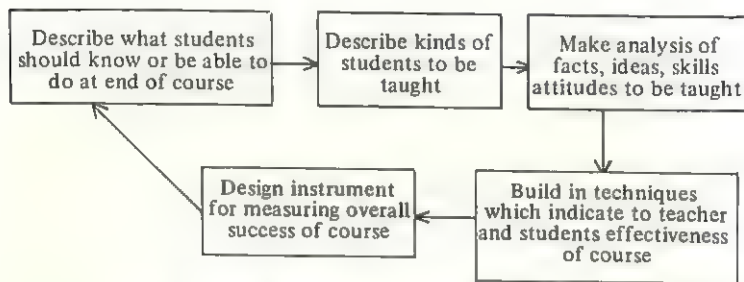 Describe what students
should know or be able to
do at end of course
Describe kinds of
students to be
taught
Make analysis of
facts, ideas, skills
attitudes to be taught
Build in techniques
which indicate to teacher
and students effectiveness
of course
Design instrument
for measuring overall
success of course